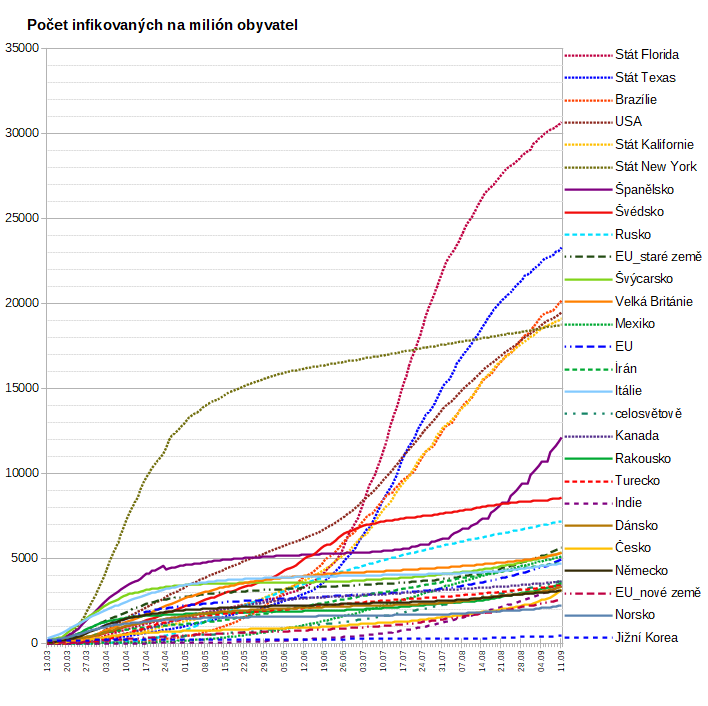 Počet infikovaných na milión obyvatel
35000
30000
25000
20000
15000
10000
5000
0
13.03
20.03
27.03
03.04
10.04
17.04
24.04
01.05
08.05
15.05
22.05
29.05
05.06
12.06
19.06
26.06
03.07
10.07
17.07
24.07
31.07
07.08
14.08
21.08
28.08
04.09
11.09
Stát Florida
Stát Texas
Brazílie
USA
Stát Kalifornie
Stát New York
Španělsko
Švédsko
Rusko
EU_staré země
Švýcarsko
Velká Británie
Mexiko
EU
Írán
Itálie
celosvětově
Kanada
Rakousko
Turecko
Indie
Dánsko
Česko
Německo
EU_nové země
Norsko
Jižní Korea